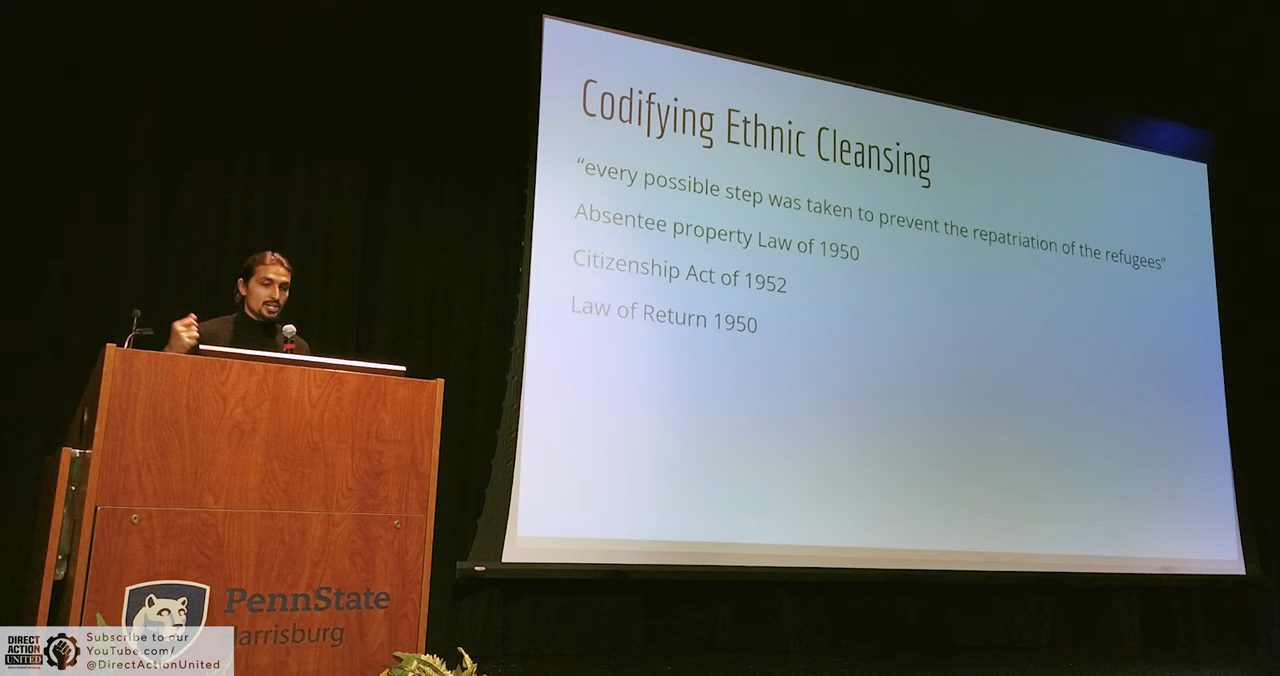 Codifying Ethnic Cleansing
“every possible step was taken to prevent the repatriation of the refugees”
Absentee property Law of 1950
Citizenship Act of 1952
Law of Return 1950
PennState
arrisburg
DIRECT
ACTION
UNITED
Subscribe to our
YouTube.com/
@DirectActionUnited